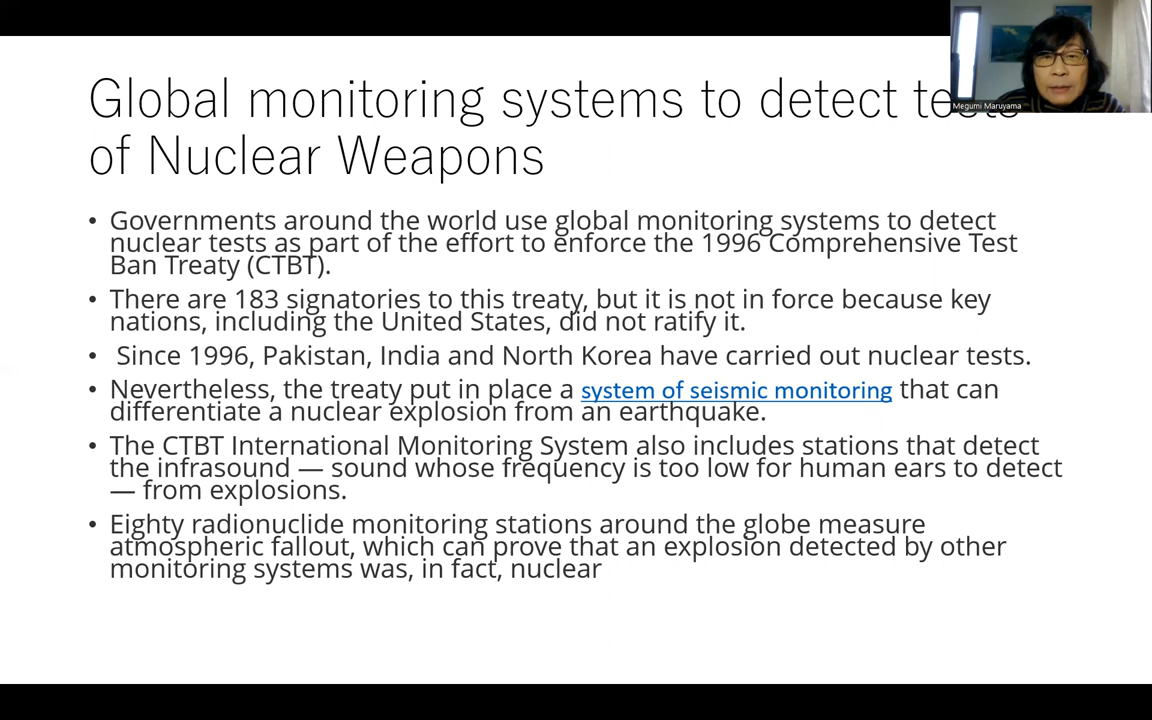 Global monitoring systems to detect tests
of Nuclear Weapons
Megumi Maruyama
• Governments around the world use global monitoring systems to detect
nuclear tests as part of the effort to enforce the 1996 Comprehensive Test
Ban Treaty (CTBT).
• There are 183 signatories to this treaty, but it is not in force because key
nations, including the United States, did not ratify it.
• Since 1996, Pakistan, India and North Korea have carried out nuclear tests.
• Nevertheless, the treaty put in place a system of seismic monitoring that can
differentiate a nuclear explosion from an earthquake.
• The CTBT International Monitoring System also includes stations that detect
the infrasound — sound whose frequency is too low for human ears to detect
— from explosions.
• Eighty radionuclide monitoring stations around the globe measure
atmospheric fallout, which can prove that an explosion detected by other
monitoring systems was, in fact, nuclear